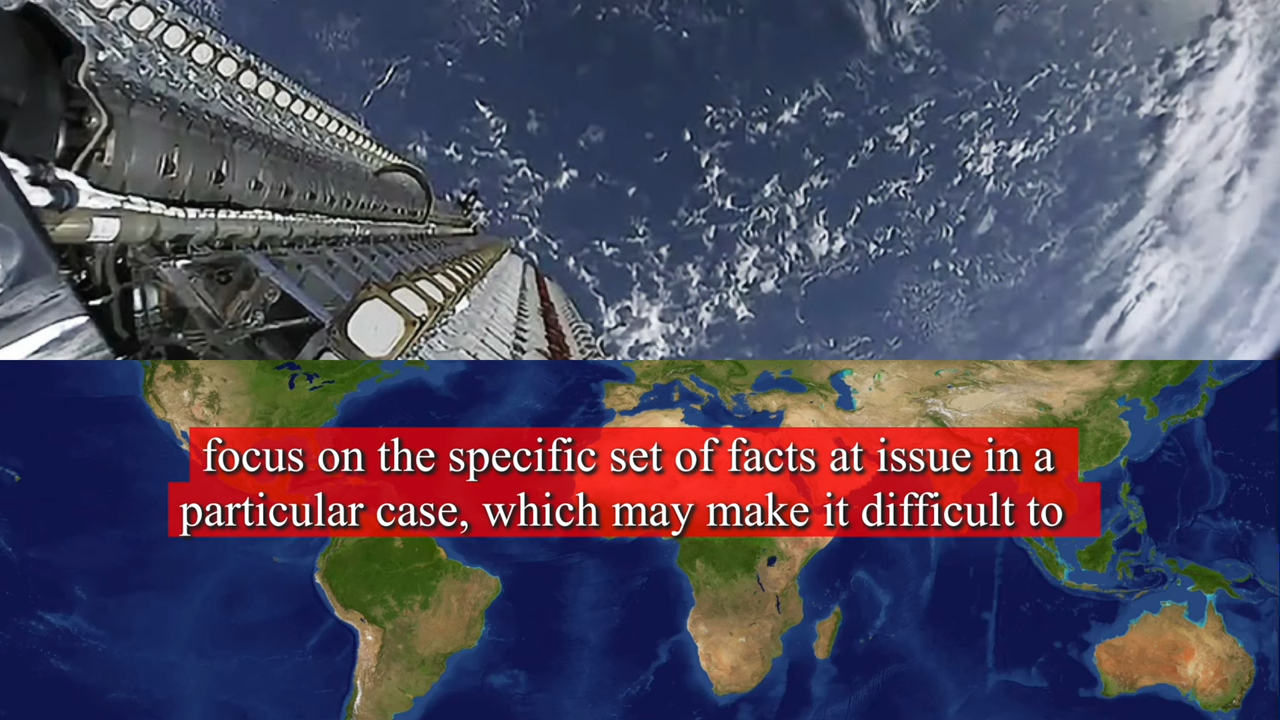 focus on the specific set of facts at issue in a
particular case, which may make it difficult to